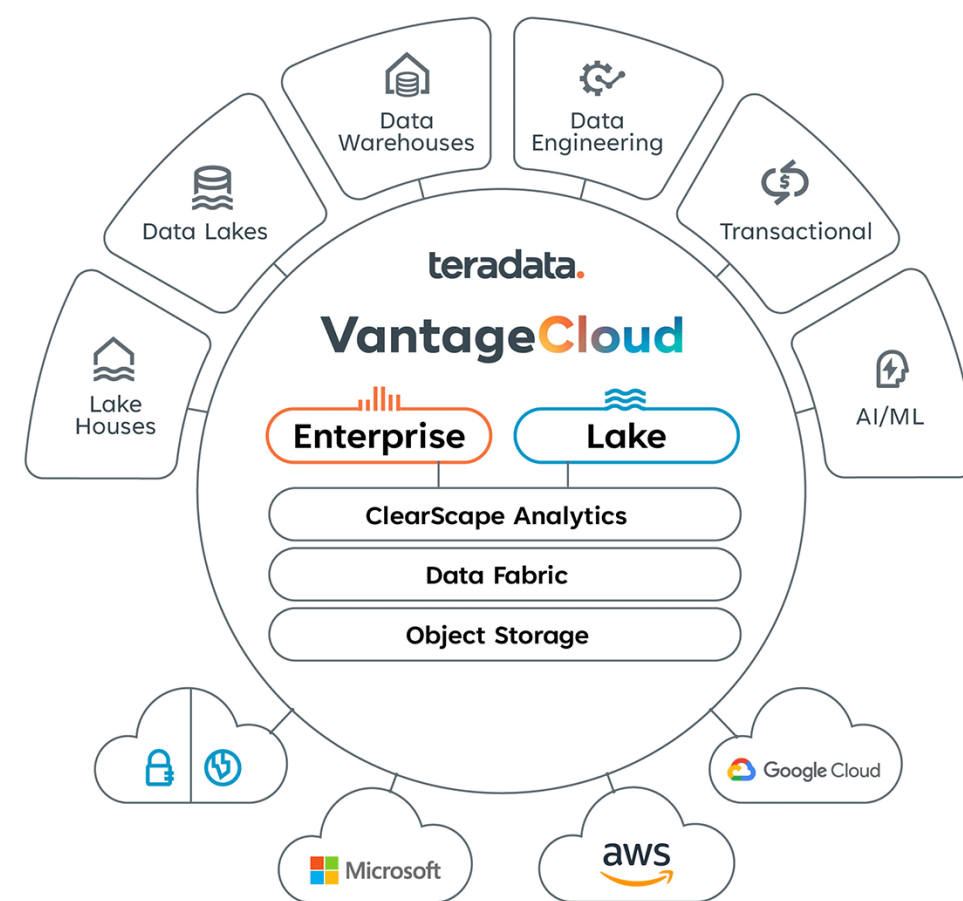 Data
Warehouses
Data
Engineering
Data Lakes
Transactional
Lake
Houses
AI/ML
teradata.
VantageCloud
Enterprise
Lake
ClearScape Analytics
Data Fabric
Object Storage
Google Cloud
Microsoft
aws